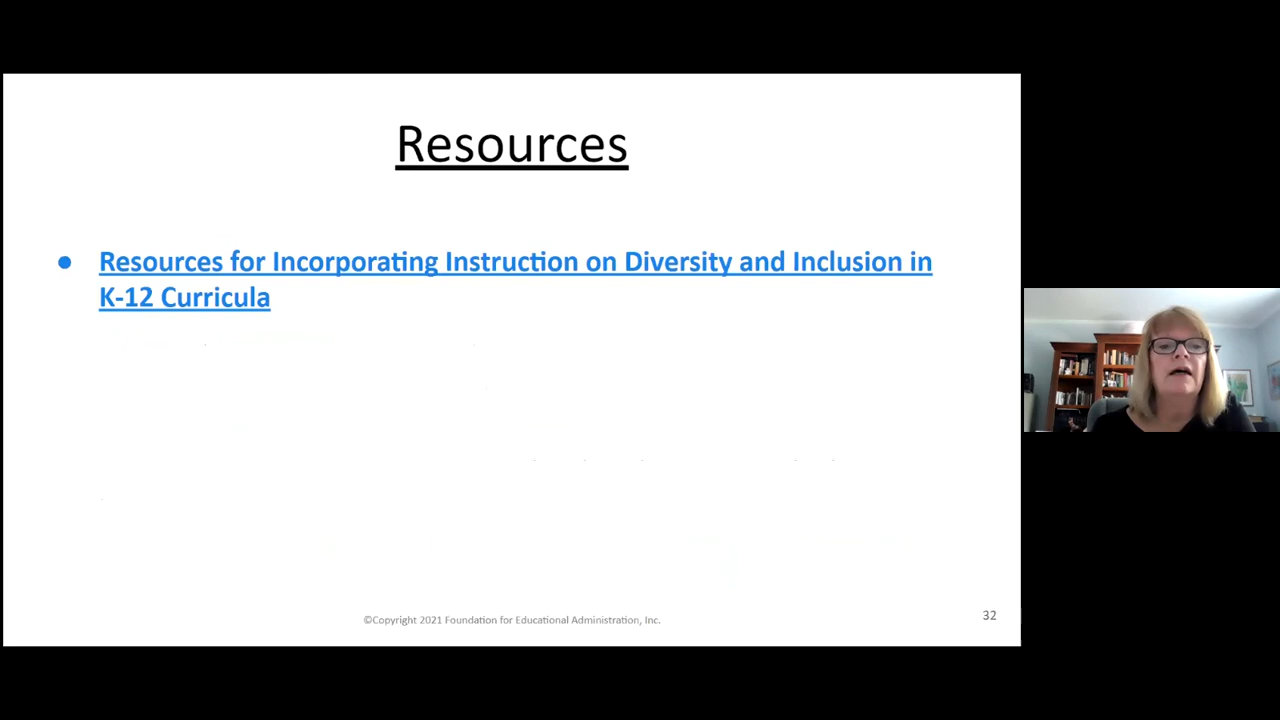 Resources
● Resources for Incorporating Instruction on Diversity and Inclusion in
K-12 Curricula
©Copyright 2021 Foundation for Educational Administration, Inc.
32